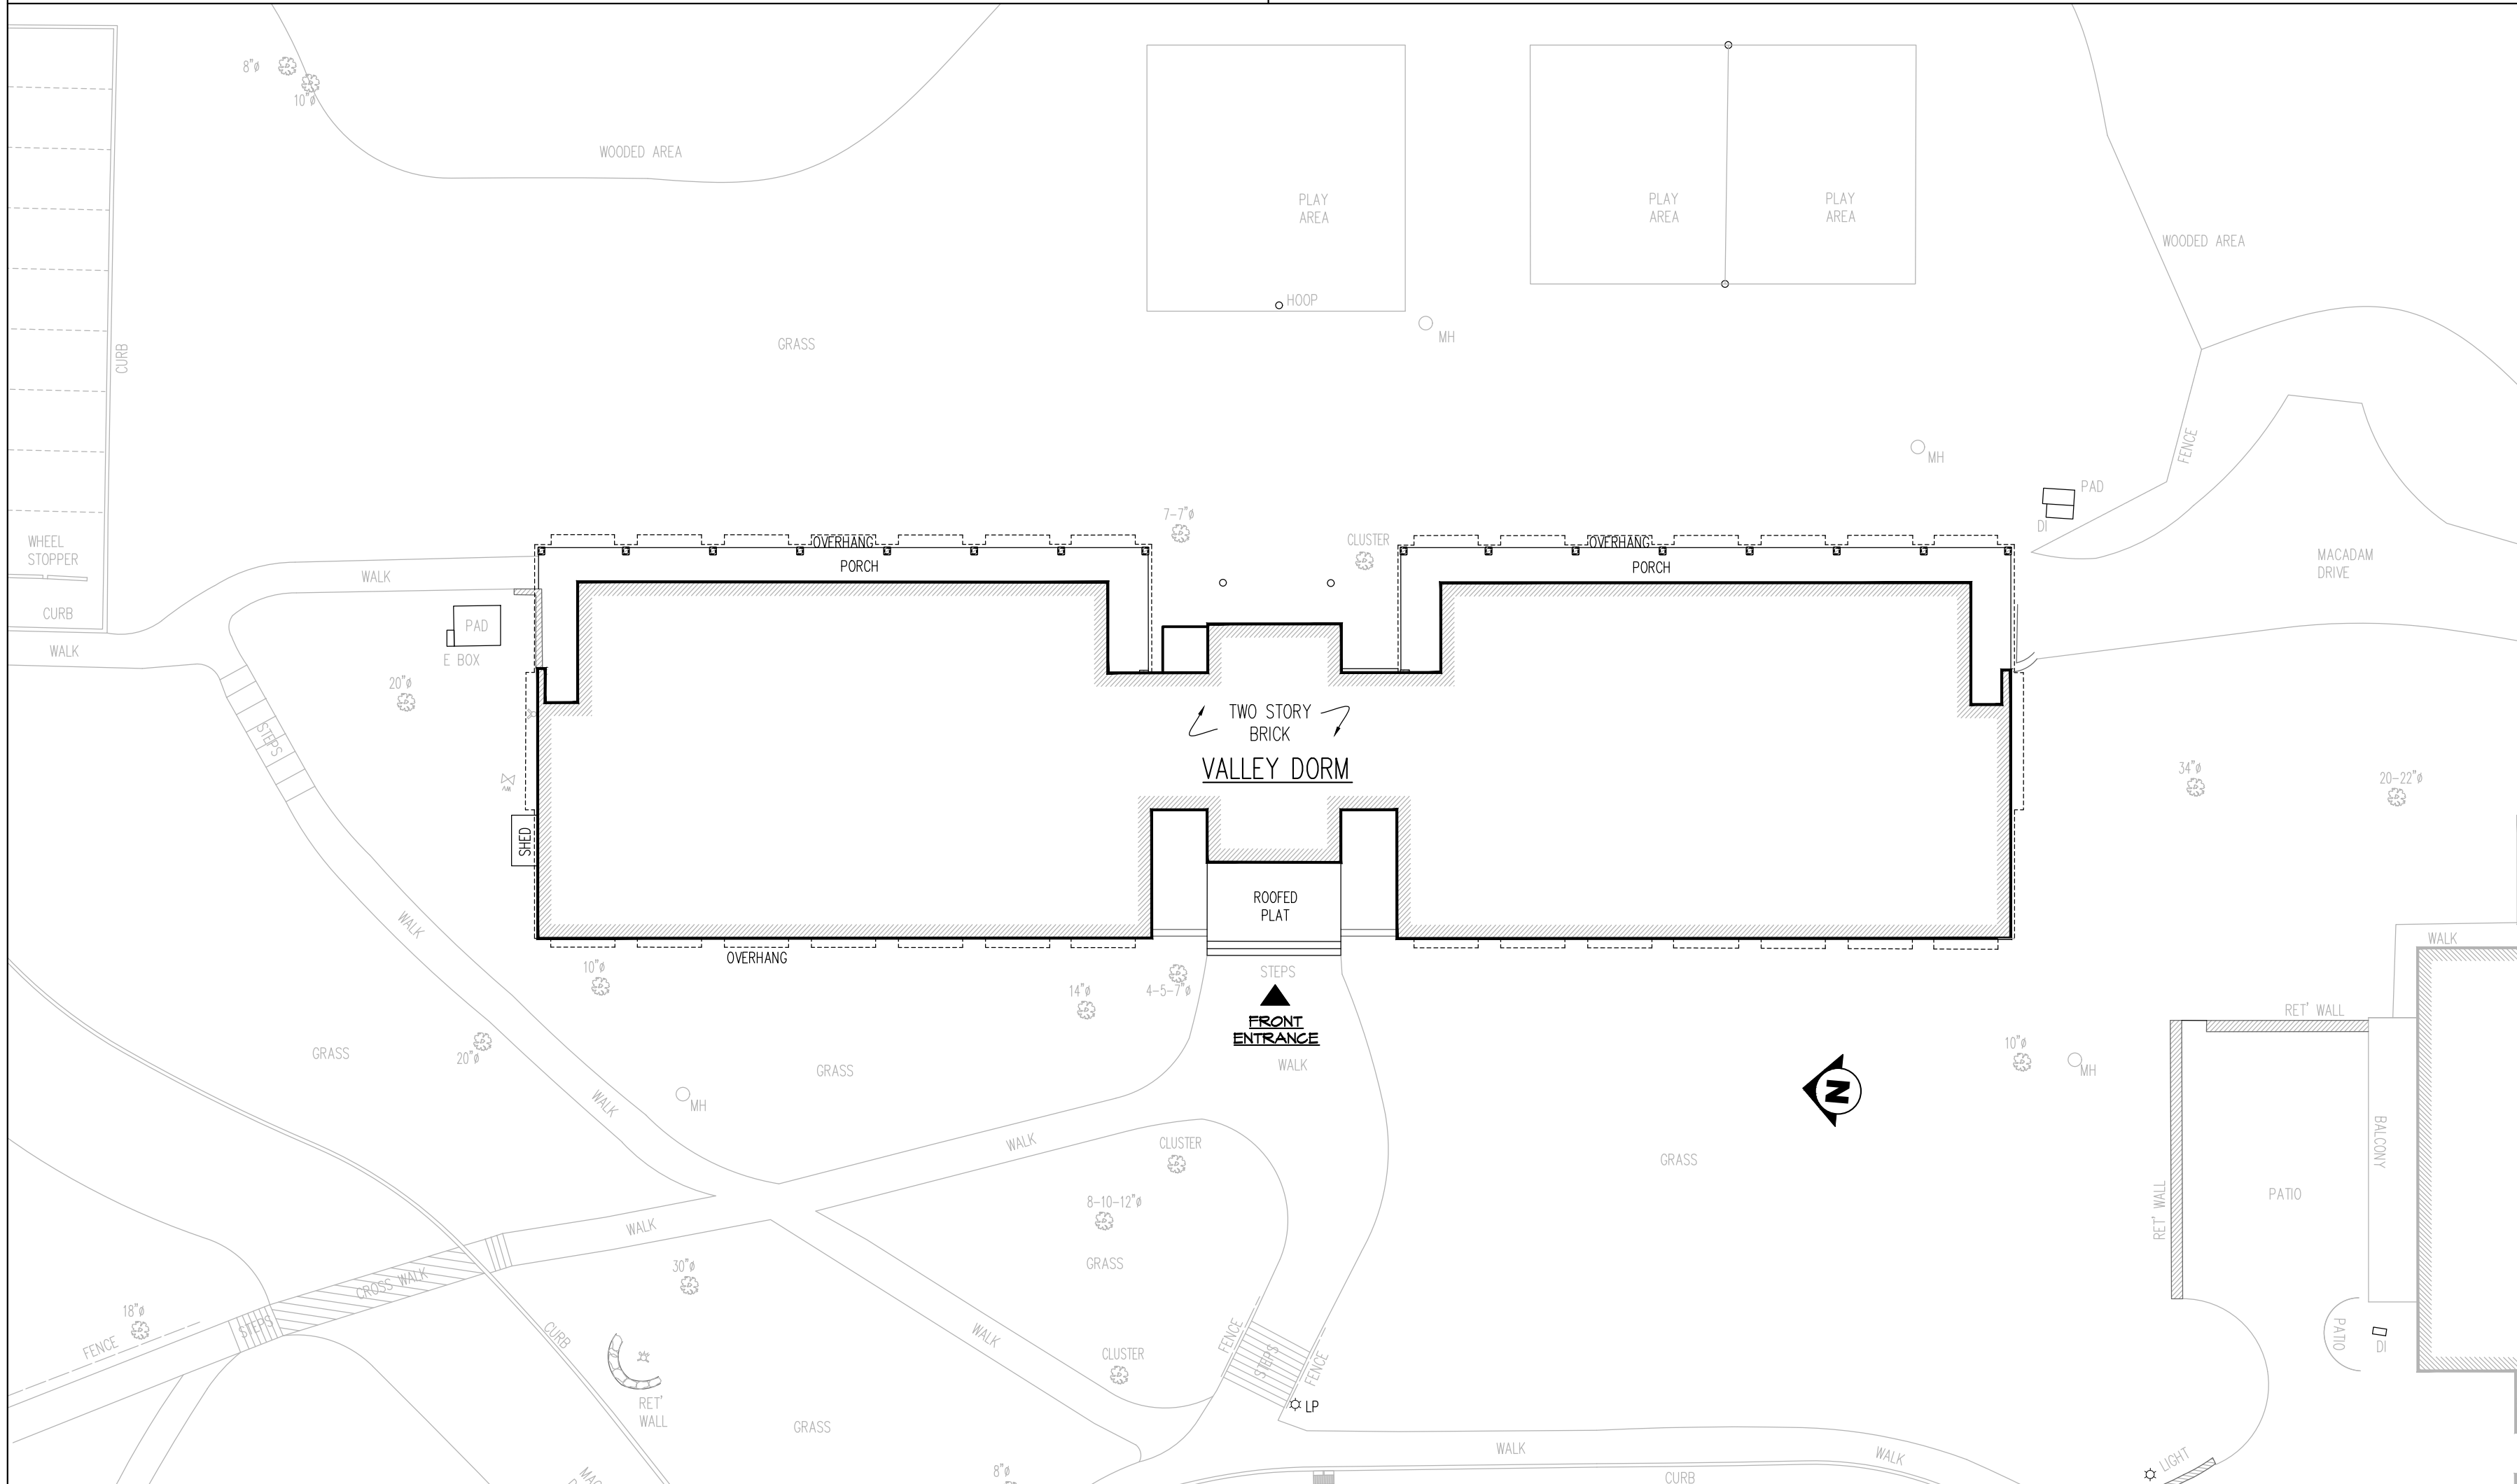 8"ø
10"ø
WOODED AREA
PLAY
AREA
PLAY
AREA
PLAY
AREA
WOODED AREA
HOOP
MH
CURB
GRASS
FENCE
MH
PAD
DI
7-7"ø
CLUSTER
WHEEL
STOPPER
OVERHANG
OVERHANG
MACADAM
DRIVE
WALK
PORCH
PORCH
CURB
PAD
WALK
E BOX
20"ø
STEPS
TWO STORY
BRICK
VALLEY DORM
34"ø
20-22"ø
WV
SHED
ROOFED
PLAT
WALK
WALK
OVERHANG
10"ø
14"ø
4-5-7"ø
STEPS
FRONT
ENTRANCE
RET' WALL
20"ø
GRASS
GRASS
WALK
10"ø
MH
N
WALK
MH
WALK
CLUSTER
GRASS
BALCONY
PATIO
RET' WALL
8-10-12"ø
WALK
GRASS
30"ø
CROSS WALK
18"ø
STEPS
FENCE
CURB
WALK
FENCE
STEPS
FENCE
PATIO
DI
CLUSTER
RET'
WALL
LP
GRASS
WALK
WALK
LIGHT
8"ø
CURB